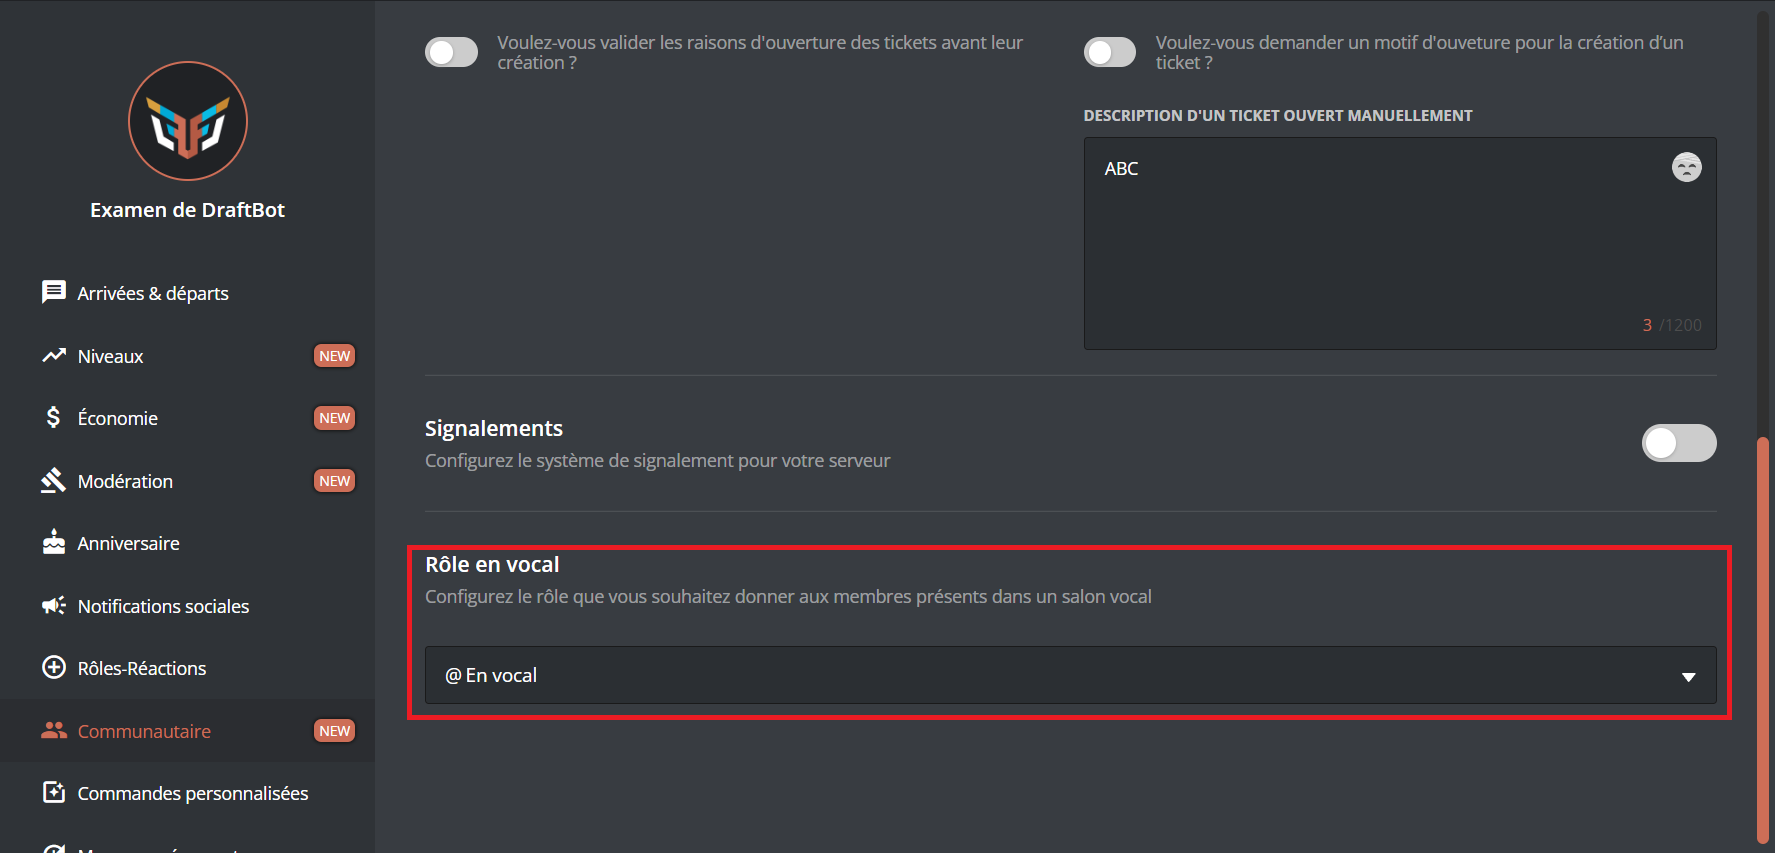 Examen de DraftBot
Arrivées & départs
Niveaux NEW
Économie NEW
Modération NEW
Anniversaire
Notifications sociales
Rôles-Réactions
Communautaire NEW
Commandes personnalisées
Voulez-vous valider les raisons d'ouverture des tickets avant leur
création ?
Voulez-vous demander un motif d'ouveture pour la création d’un
ticket ?
DESCRIPTION D'UN TICKET OUVERT MANUELLEMENT
ABC
3 /1200
Signalements
Configurez le système de signalement pour votre serveur
Rôle en vocal
Configurez le rôle que vous souhaitez donner aux membres présents dans un salon vocal
@ En vocal